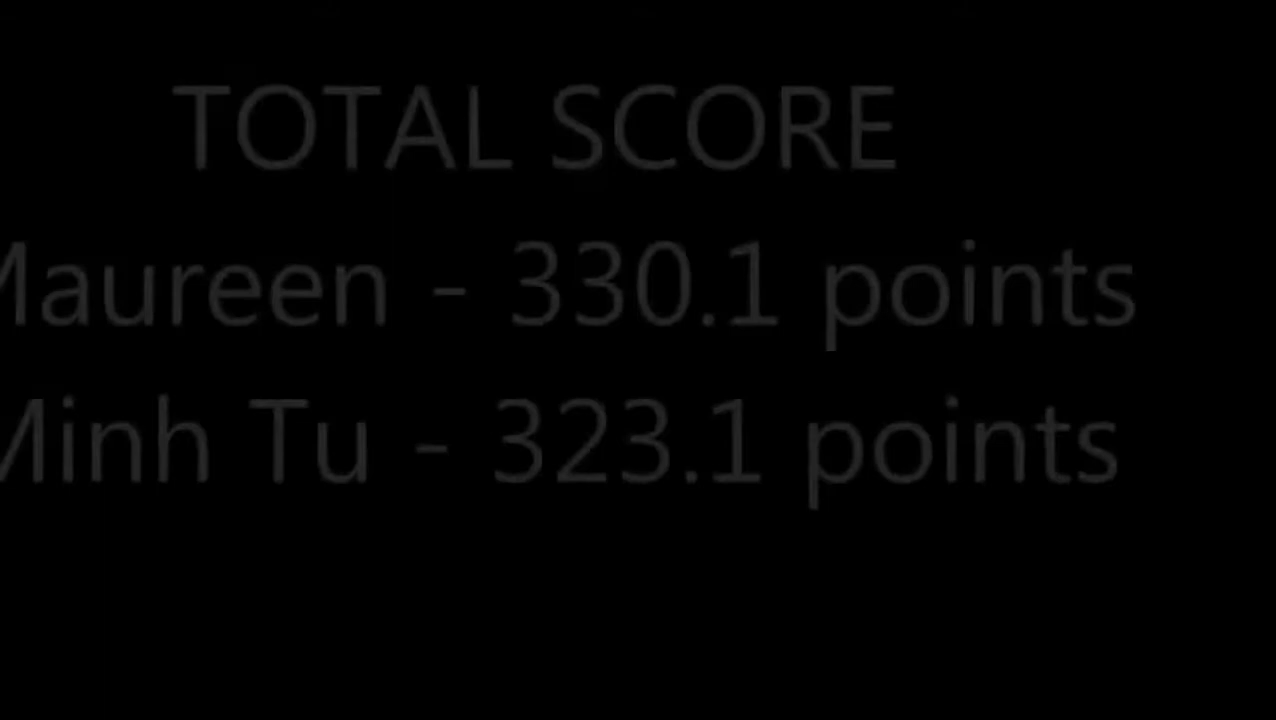 TOTAL SCORE
Maureen - 330.1 points
Minh Tu - 323.1 points